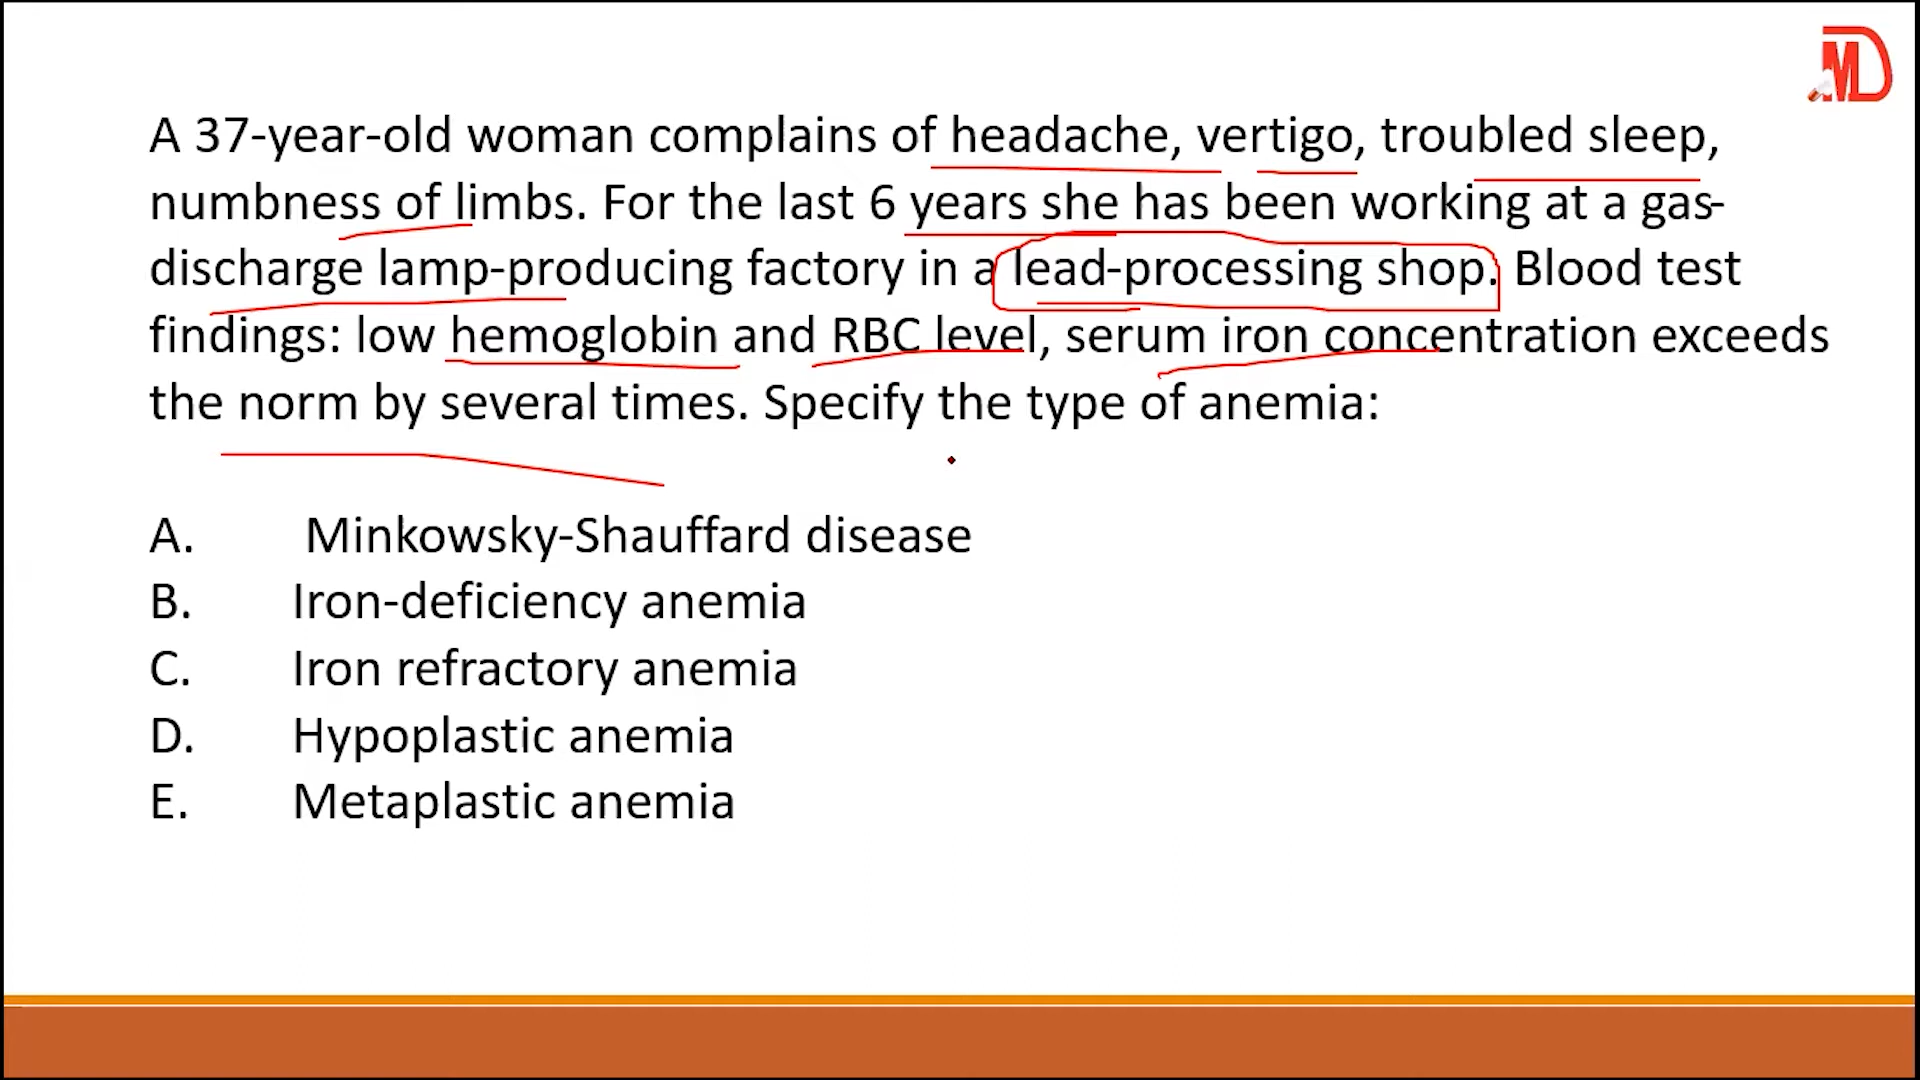 MD
A 37-year-old woman complains of headache, vertigo, troubled sleep,
numbness of limbs. For the last 6 years she has been working at a gas-
discharge lamp-producing factory in a lead-processing shop. Blood test
findings: low hemoglobin and RBC level, serum iron concentration exceeds
the norm by several times. Specify the type of anemia:
A. Minkowsky-Shauffard disease
B. Iron-deficiency anemia
C. Iron refractory anemia
D. Hypoplastic anemia
E. Metaplastic anemia